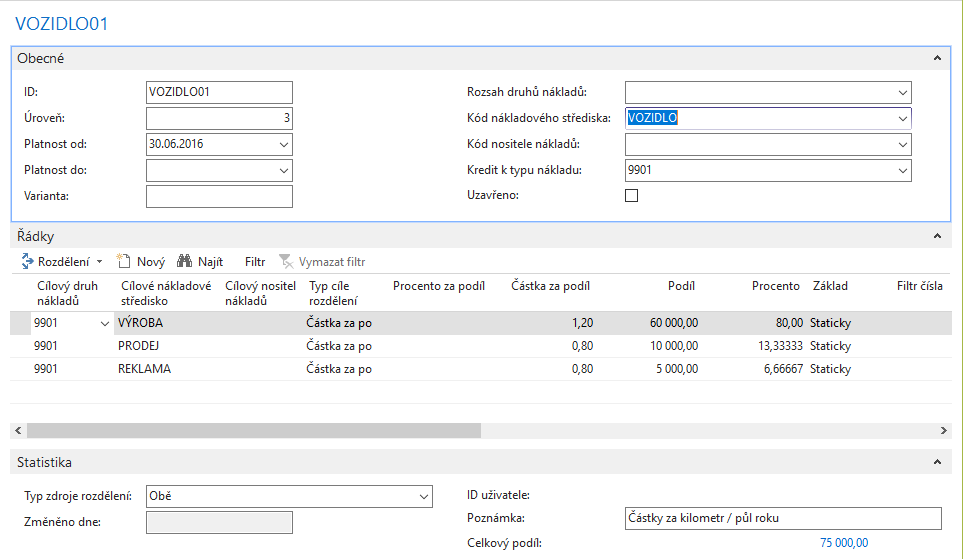 VOZIDLO01
Obecné
ID: VOZIDLO01 Rozsah druhů nákladů:
Úroveň: 3 Kód nákladového střediska: VOZIDLO
Platnost od: 30.06.2016 Kód nositele nákladů:
Platnost do: Kredit k typu nákladu: 9901
Varianta: Uzavřeno:
Řádky
Rozdělení Nový Najít Filtr Vymazat filtr
Cílový druh nákladů Cílové nákladové středisko Cílový nositel nákladů Typ cíle rozdělení Procento za podíl Částka za podíl Podíl Procento Základ Filtr čísla
9901 VÝROBA Částka za po 1,20 60 000,00 80,00 Staticky
9901 PRODEJ Částka za po 0,80 10 000,00 13,33333 Staticky
9901 REKLAMA Částka za po 0,80 5 000,00 6,66667 Staticky
Statistika
Typ zdroje rozdělení: Obě ID uživatele:
Změněno dne: Poznámka: Částky za kilometr / půl roku
Celkový podíl: 75 000,00